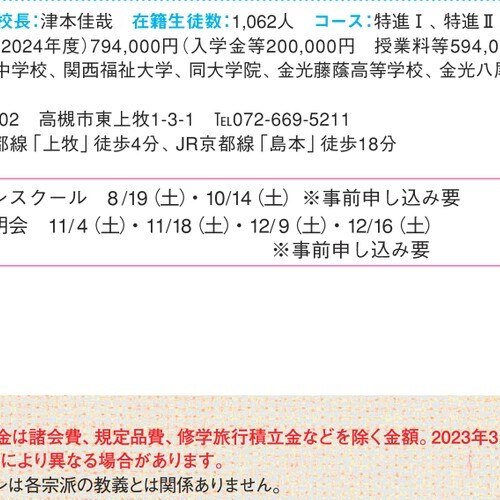 校長：津本佳哉　在籍生徒数：1,062人　コース：特進Ⅰ、特進Ⅱ
2024年度）794,000円（入学金等200,000円　授業料等594,0
中学校、関西福祉大学、同大学院、金光藤蔭高等学校、金光八
02　高槻市東上牧1-3-1　℡072-669-5211
都線「上牧」徒歩4分、JR京都線「島本」徒歩18分
ンスクール　8/19（土）・10/14（土）　※事前申し込み要
明会　11/4（土）・11/18（土）・12/9（土）・12/16（土）
※事前申し込み要
金は諸会費、規定品費、修学旅行積立金などを除く金額。2023年3
により異なる場合があります。
ンは各宗派の教義とは関係ありません。